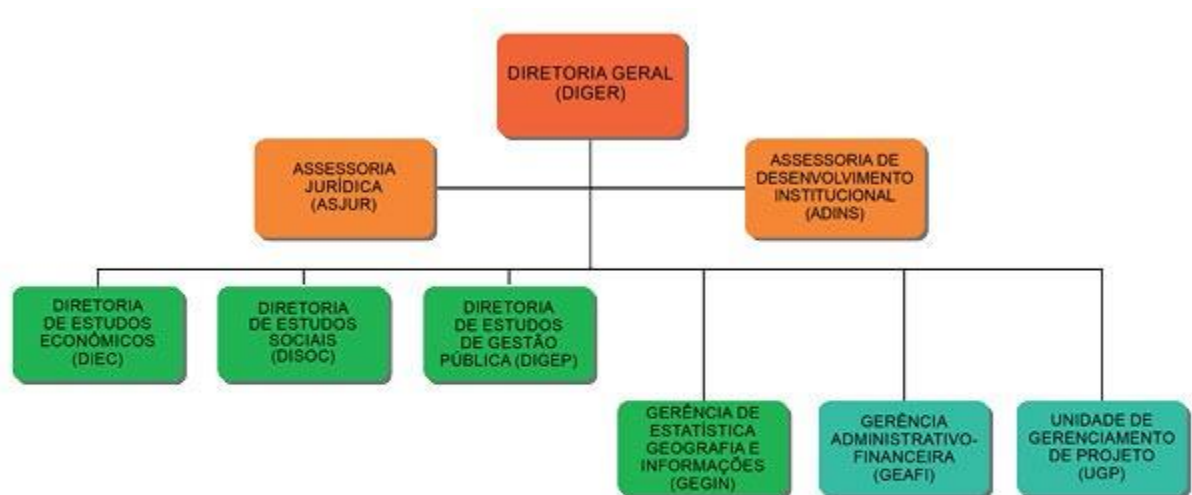 DIRETORIA GERAL
(DIGER)
ASSESSORIA
JURÍDICA
(ASJUR)
ASSESSORIA DE
DESENVOLVIMENTO
INSTITUCIONAL
(ADINS)
DIRETORIA
DE ESTUDOS
ECONÔMICOS
(DIEC)
DIRETORIA
DE ESTUDOS
SOCIAIS
(DISOC)
DIRETORIA
DE ESTUDOS
DE GESTÃO
PÚBLICA (DIGEP)
GERÊNCIA DE
ESTATÍSTICA
GEOGRAFIA E
INFORMAÇÕES
(GEGIN)
GERÊNCIA
ADMINISTRATIVO-
FINANCEIRA
(GEAFI)
UNIDADE DE
GERENCIAMENTO
DE PROJETO
(UGP)